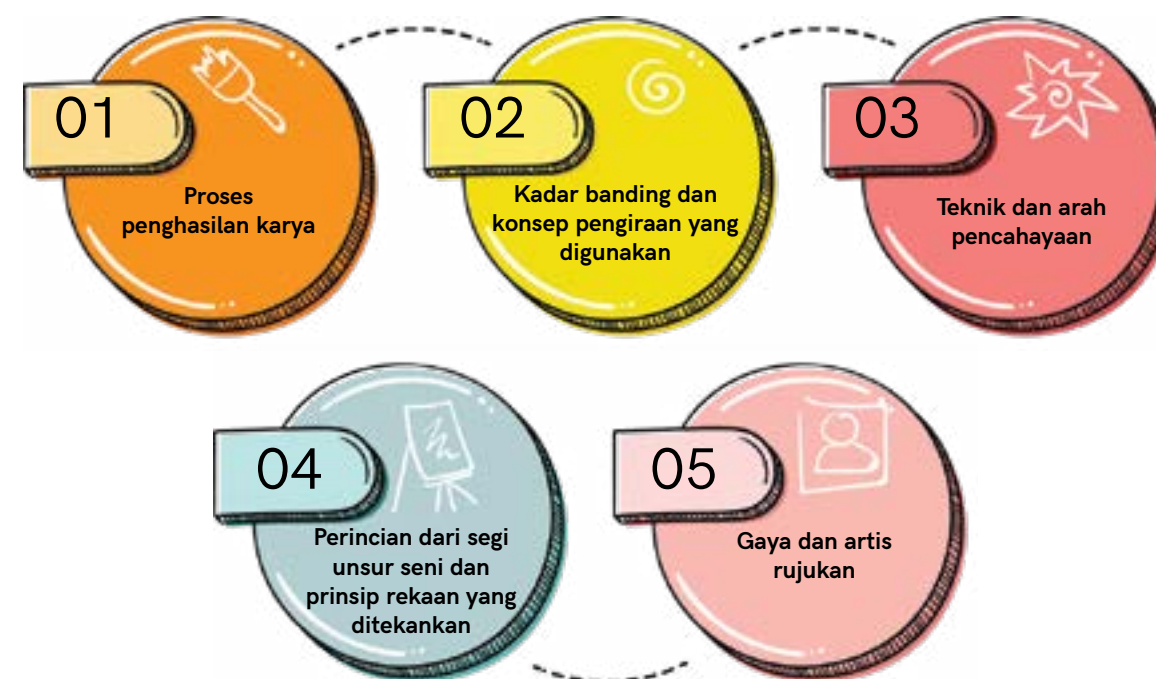 01
Proses
penghasilan karya
02
Kadar banding dan
konsep pengiraan yang
digunakan
03
Teknik dan arah
pencahayaan
04
Perincian dari segi
unsur seni dan
prinsip rekaan yang
ditekankan
05
Gaya dan artis
rujukan